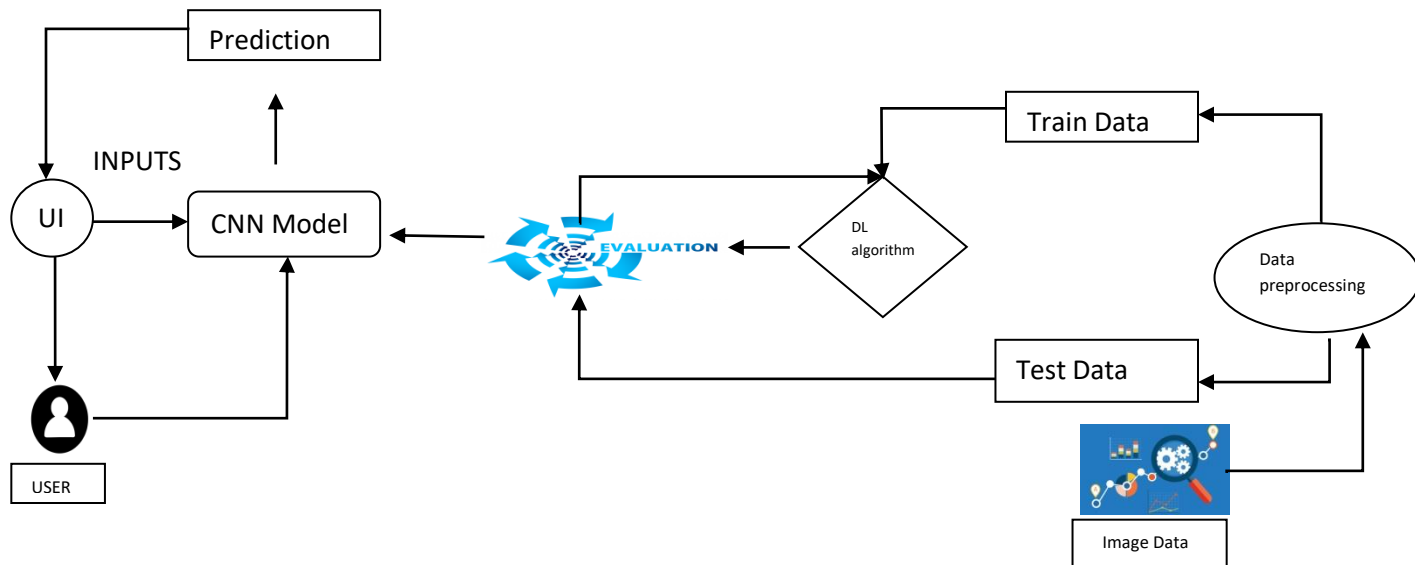 Prediction
Train Data
INPUTS
UI
CNN Model
EVALUATION
DL
algorithm
Data
preprocessing
Test Data
USER
Image Data